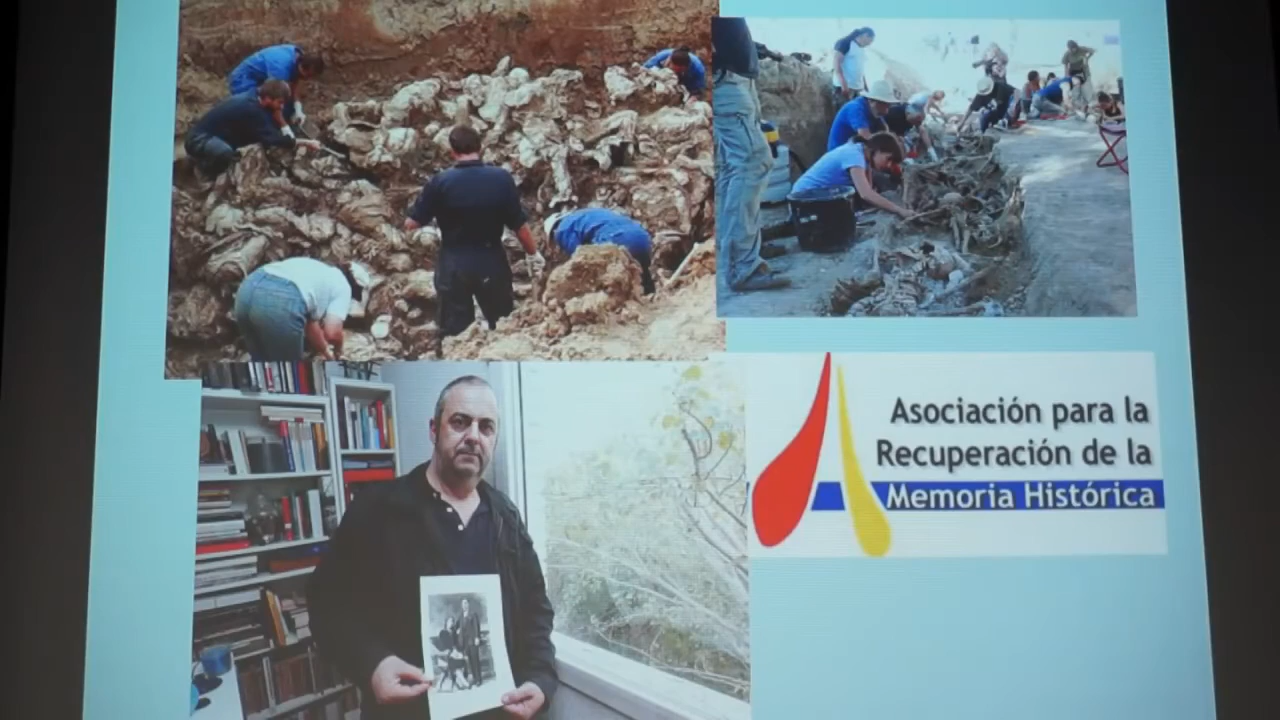 Asociación para la
Recuperación de la
Memoria Histórica